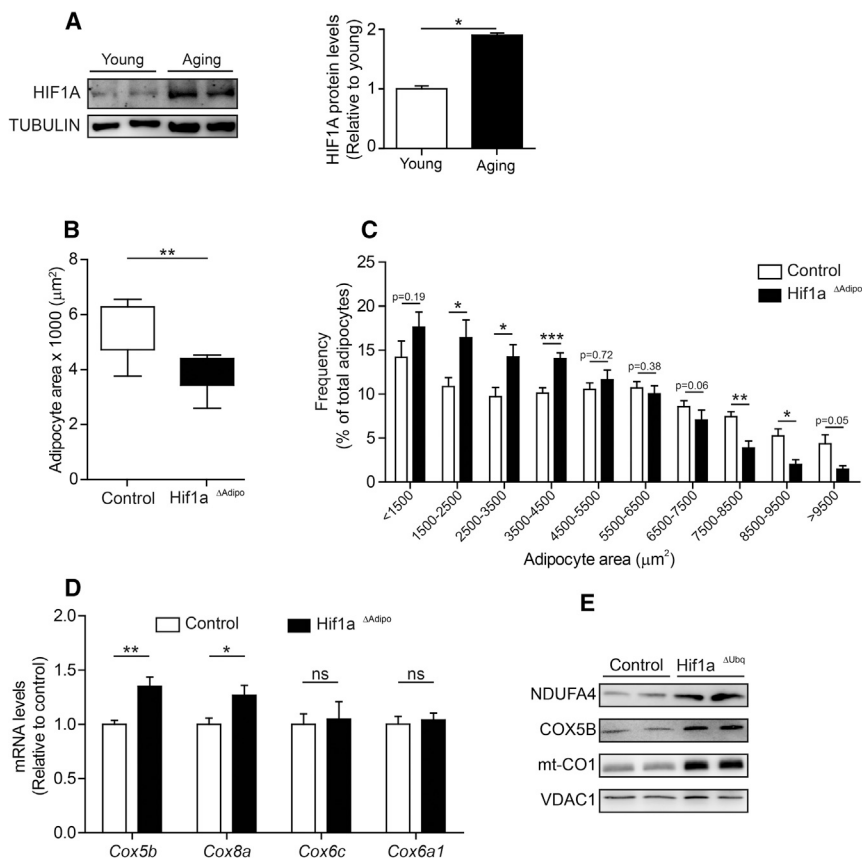 A
Young Aging
HIF1A
TUBULIN
HIF1A protein levels
(Relative to young)
2
1
0
*
Young Aging
B
Adipocyte area x 1000 (μm²)
8
6
4
2
0
**
Control Hif1a ΔAdipo
C
Control
Hif1a ΔAdipo
Frequency
(% of total adipocytes)
25
20
15
10
5
0
p=0.19 * * *** p=0.72 p=0.38 p=0.06 ** * p=0.05
<1500 1500-2500 2500-3500 3500-4500 4500-5500 5500-6500 6500-7500 7500-8500 8500-9500 >9500
Adipocyte area (μm²)
D
Control Hif1a ΔAdipo
mRNA levels
(Relative to control)
2.0
1.5
1.0
0.5
0.0
** * ns ns
Cox5b Cox8a Cox6c Cox6a1
E
Control Hif1a ΔUbq
NDUFA4
COX5B
mt-CO1
VDAC1